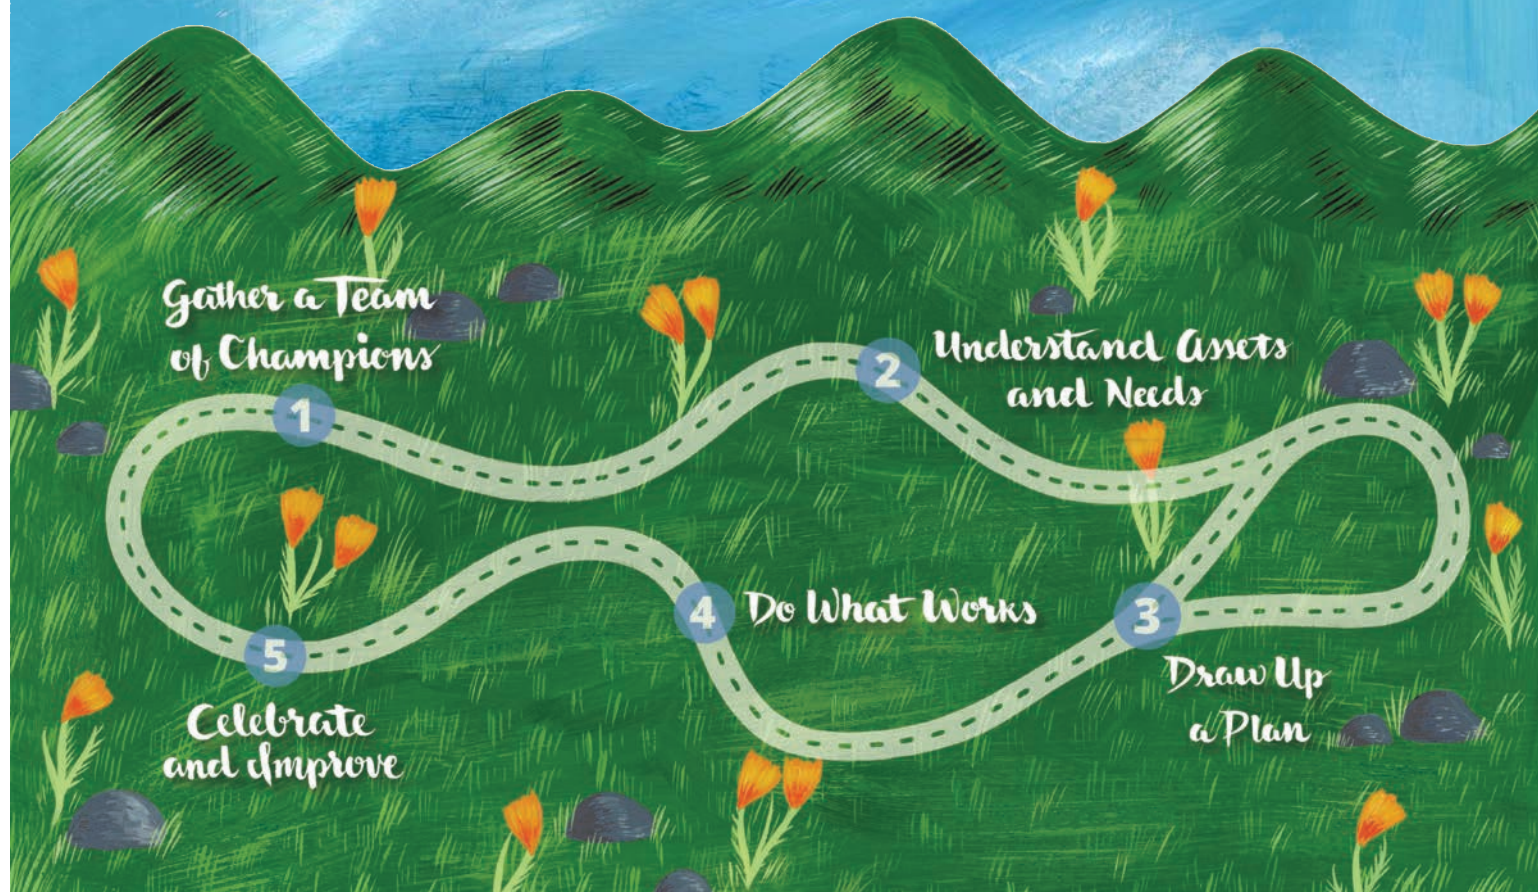 Gather a Team
of Champions
1
2
Understand Assets
and Needs
3
Draw Up
a Plan
4
Do What Works
5
Celebrate
and Improve